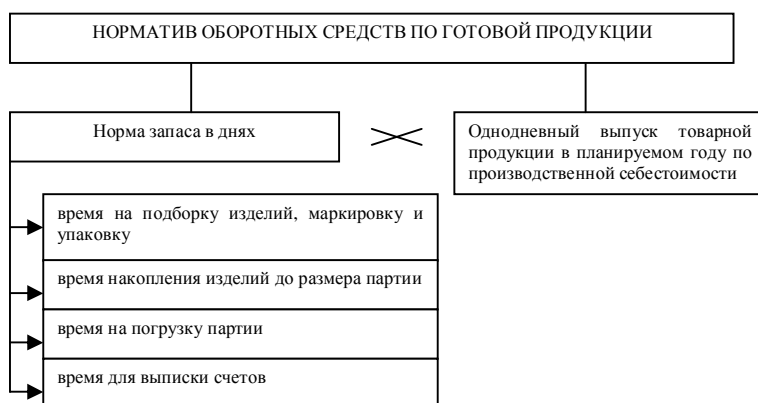 НОРМАТИВ ОБОРОТНЫХ СРЕДСТВ ПО ГОТОВОЙ ПРОДУКЦИИ
Норма запаса в днях
Однодневный выпуск товарной
продукции в планируемом году по
производственной себестоимости
время на подборку изделий, маркировку и
упаковку
время накопления изделий до размера партии
время на погрузку партии
время для выписки счетов